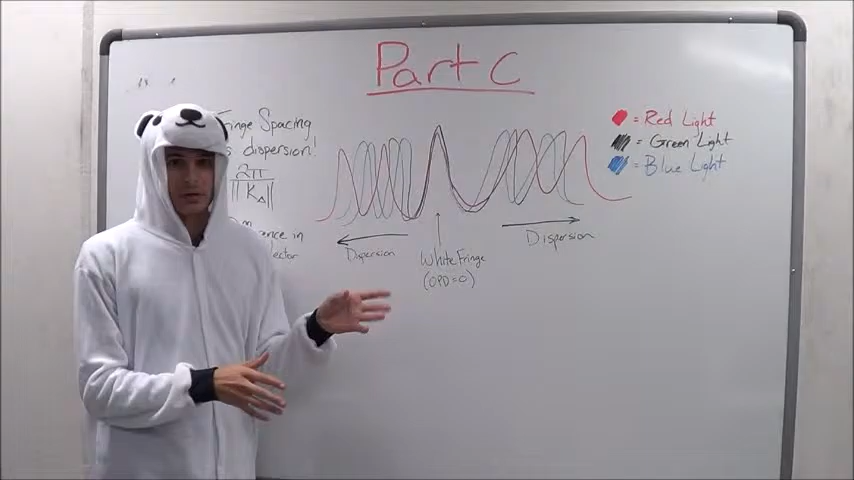 Part C
Fringe Spacing
dispersion!
2π
||K_Δ||
ence in
Dispersion
White Fringe
(OPD=0)
Dispersion
= Red Light
= Green Light
= Blue Light